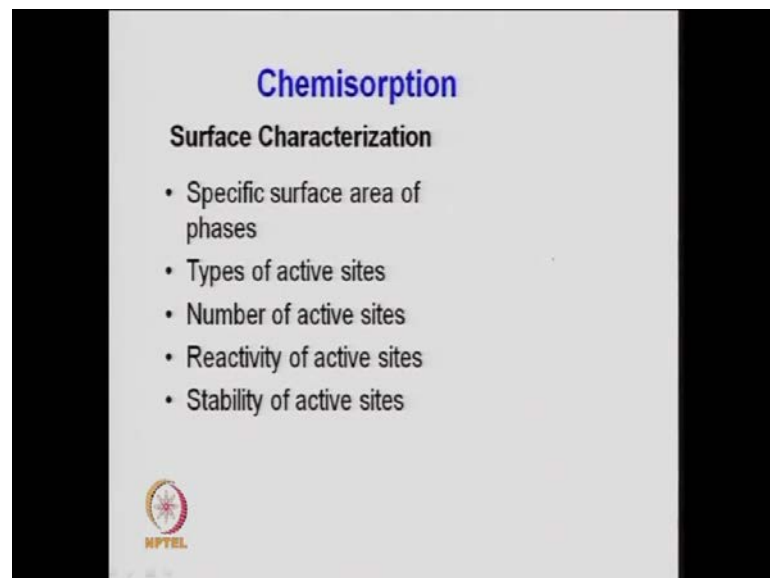 Chemisorption
Surface Characterization
• Specific surface area of
phases
• Types of active sites
• Number of active sites
• Reactivity of active sites
• Stability of active sites
NPTEL